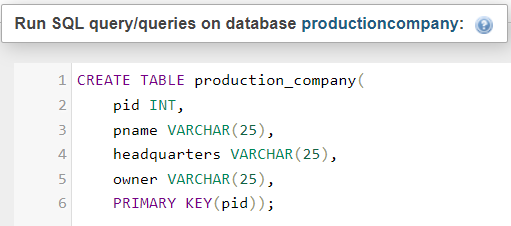 Run SQL query/queries on database productioncompany:
1 CREATE TABLE production_company(
2 pid INT,
3 pname VARCHAR(25),
4 headquarters VARCHAR(25),
5 owner VARCHAR(25),
6 PRIMARY KEY(pid));